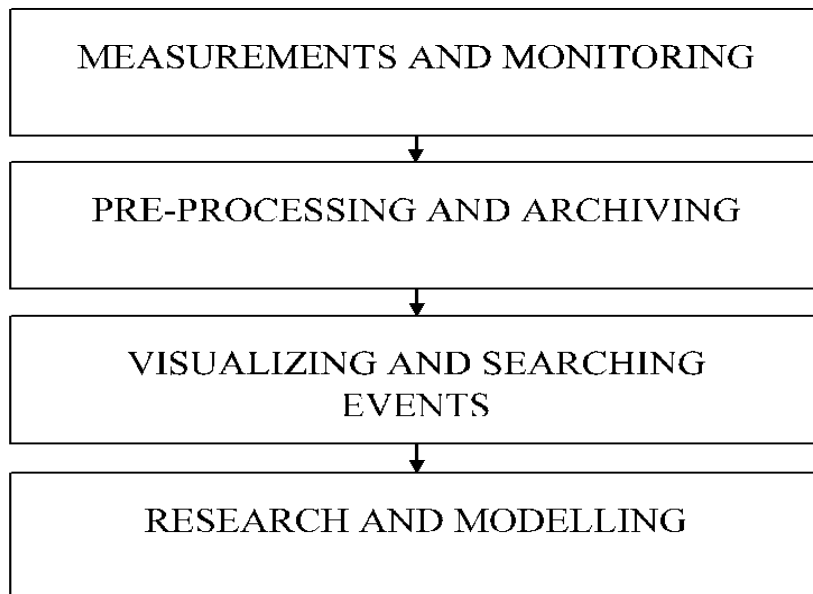 MEASUREMENTS AND MONITORING
PRE-PROCESSING AND ARCHIVING
VISUALIZING AND SEARCHING
EVENTS
RESEARCH AND MODELLING